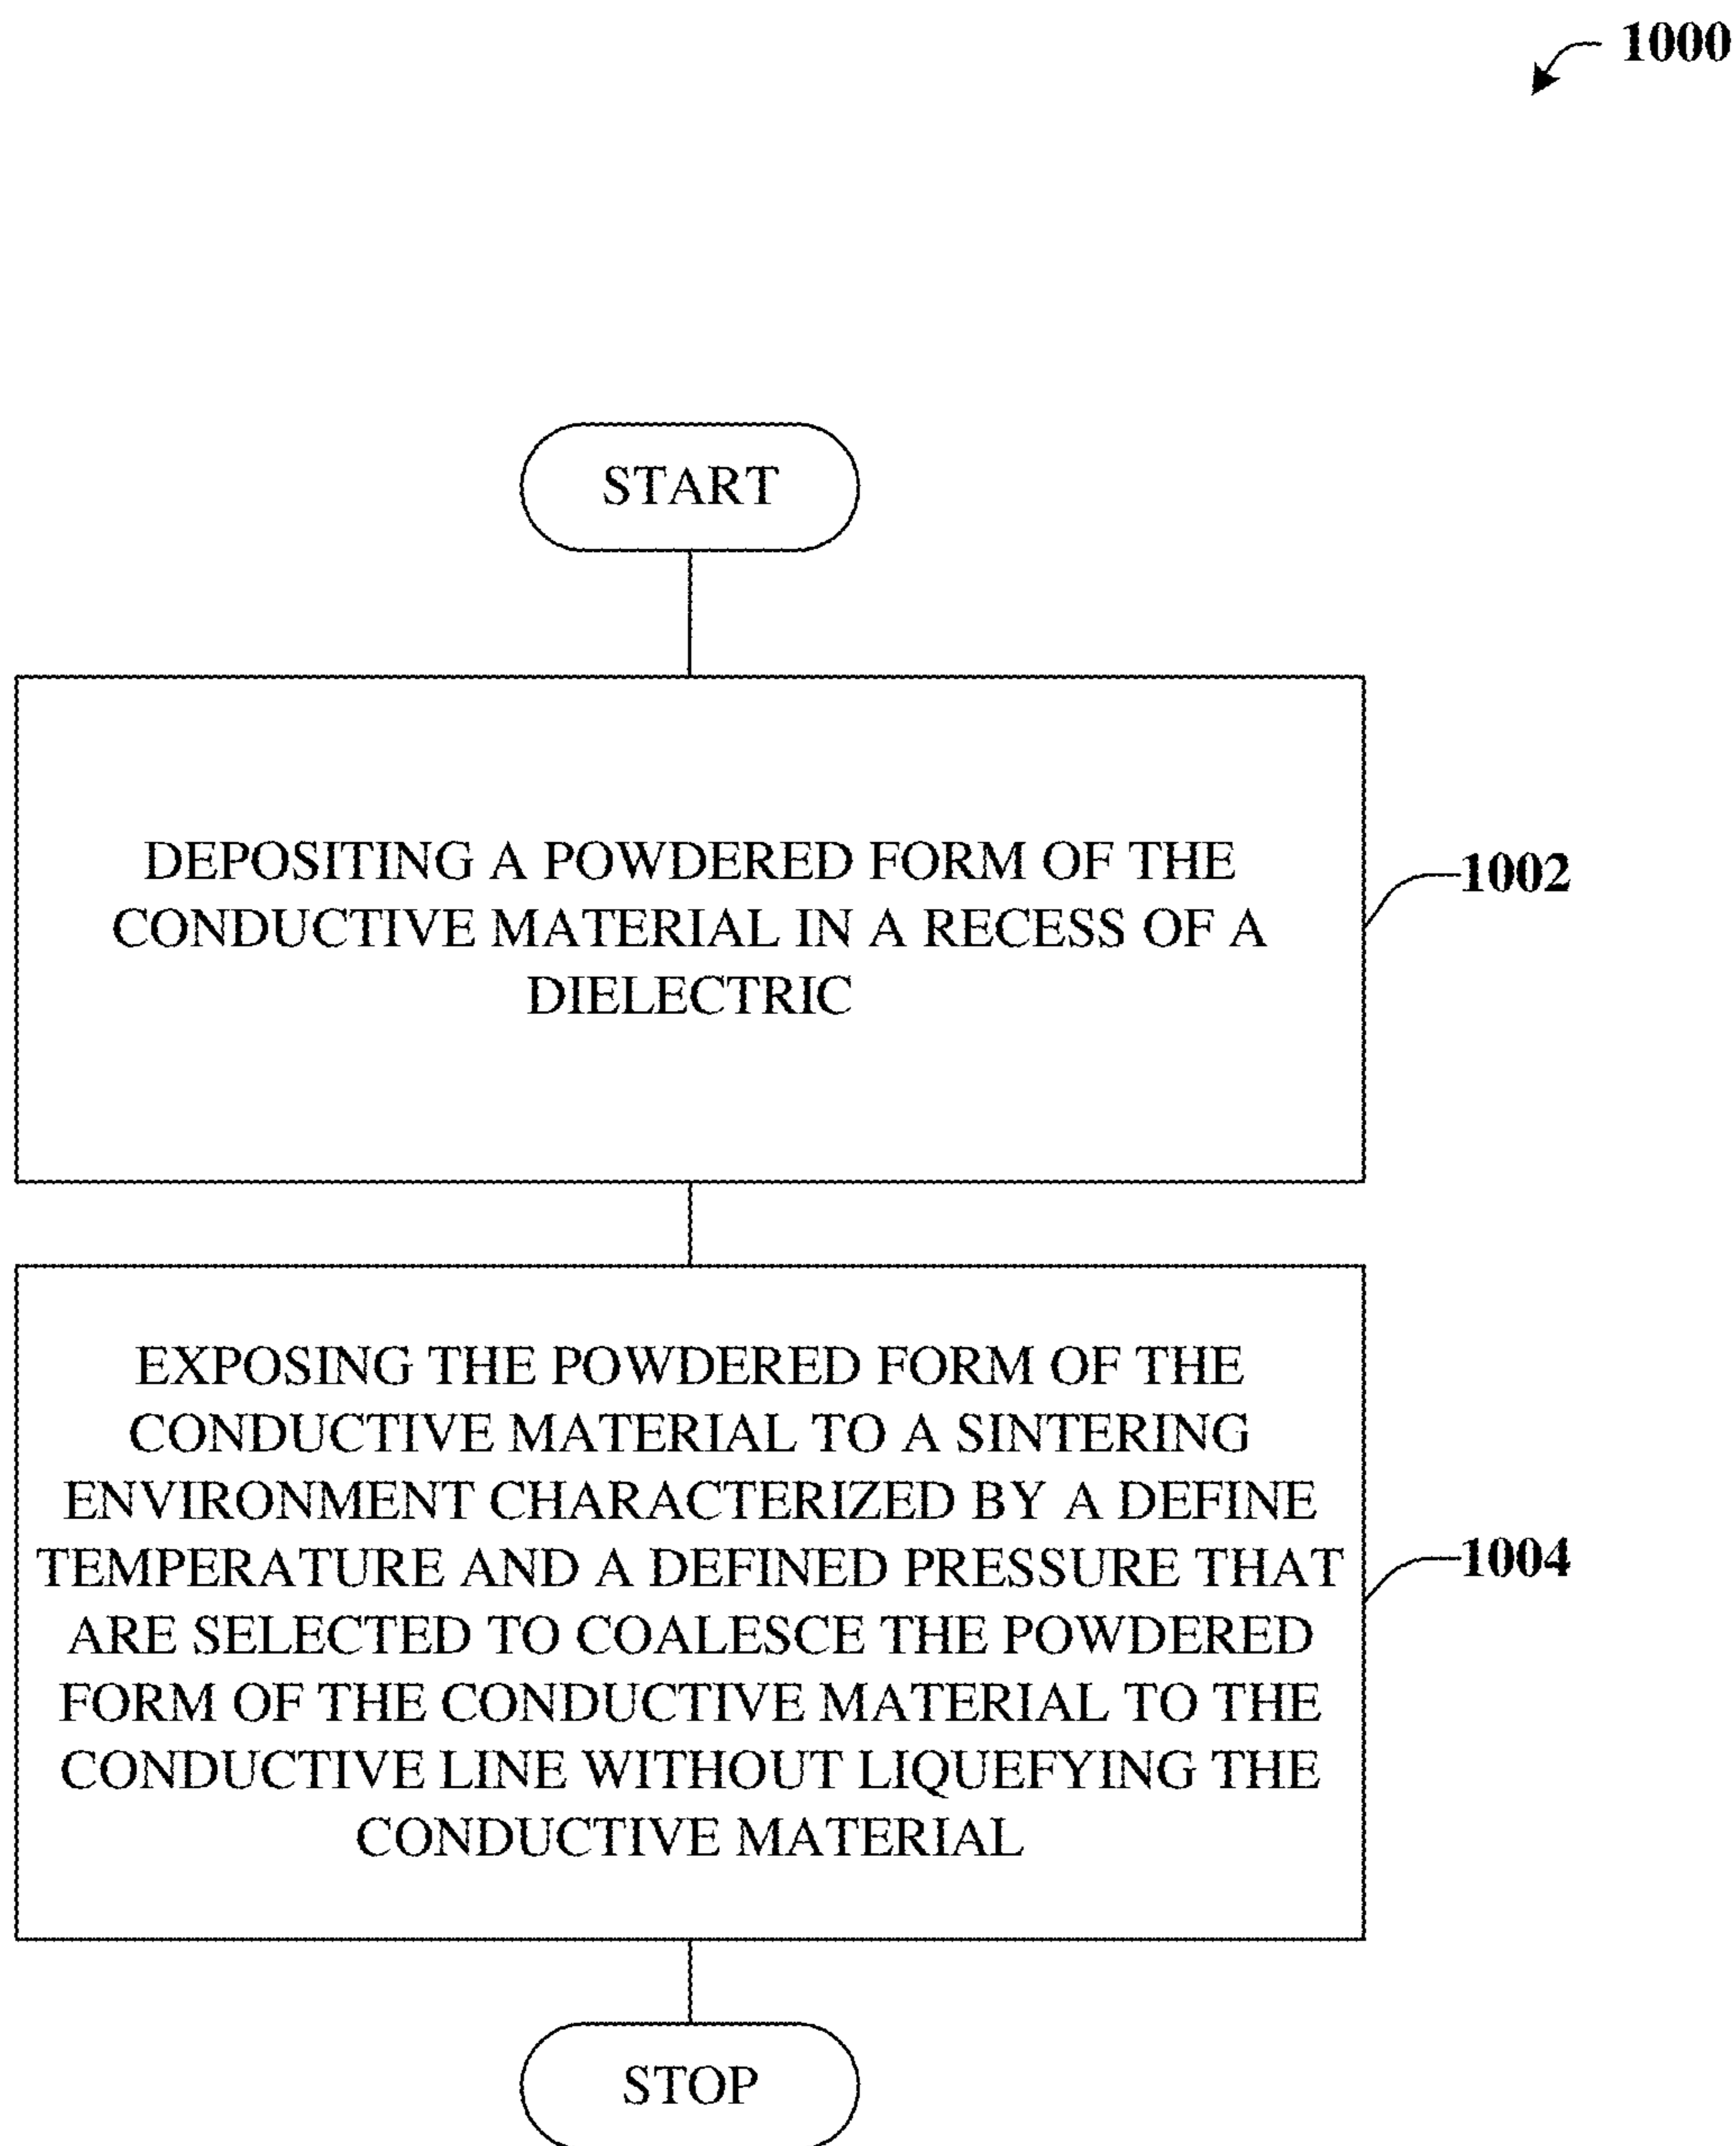 1000
START
DEPOSITING A POWDERED FORM OF THE
CONDUCTIVE MATERIAL IN A RECESS OF A
DIELECTRIC
1002
EXPOSING THE POWDERED FORM OF THE
CONDUCTIVE MATERIAL TO A SINTERING
ENVIRONMENT CHARACTERIZED BY A DEFINE
TEMPERATURE AND A DEFINED PRESSURE THAT
ARE SELECTED TO COALESCE THE POWDERED
FORM OF THE CONDUCTIVE MATERIAL TO THE
CONDUCTIVE LINE WITHOUT LIQUEFYING THE
CONDUCTIVE MATERIAL
1004
STOP